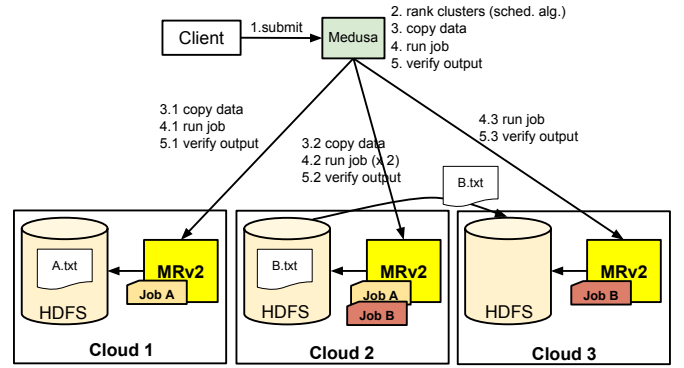 Client
1.submit
Medusa
2. rank clusters (sched. alg.)
3. copy data
4. run job
5. verify output
3.1 copy data
4.1 run job
5.1 verify output
3.2 copy data
4.2 run job (x 2)
5.2 verify output
4.3 run job
5.3 verify output
B.txt
A.txt
MRv2
Job A
HDFS
Cloud 1
B.txt
MRv2
Job A
Job B
HDFS
Cloud 2
MRv2
Job B
HDFS
Cloud 3